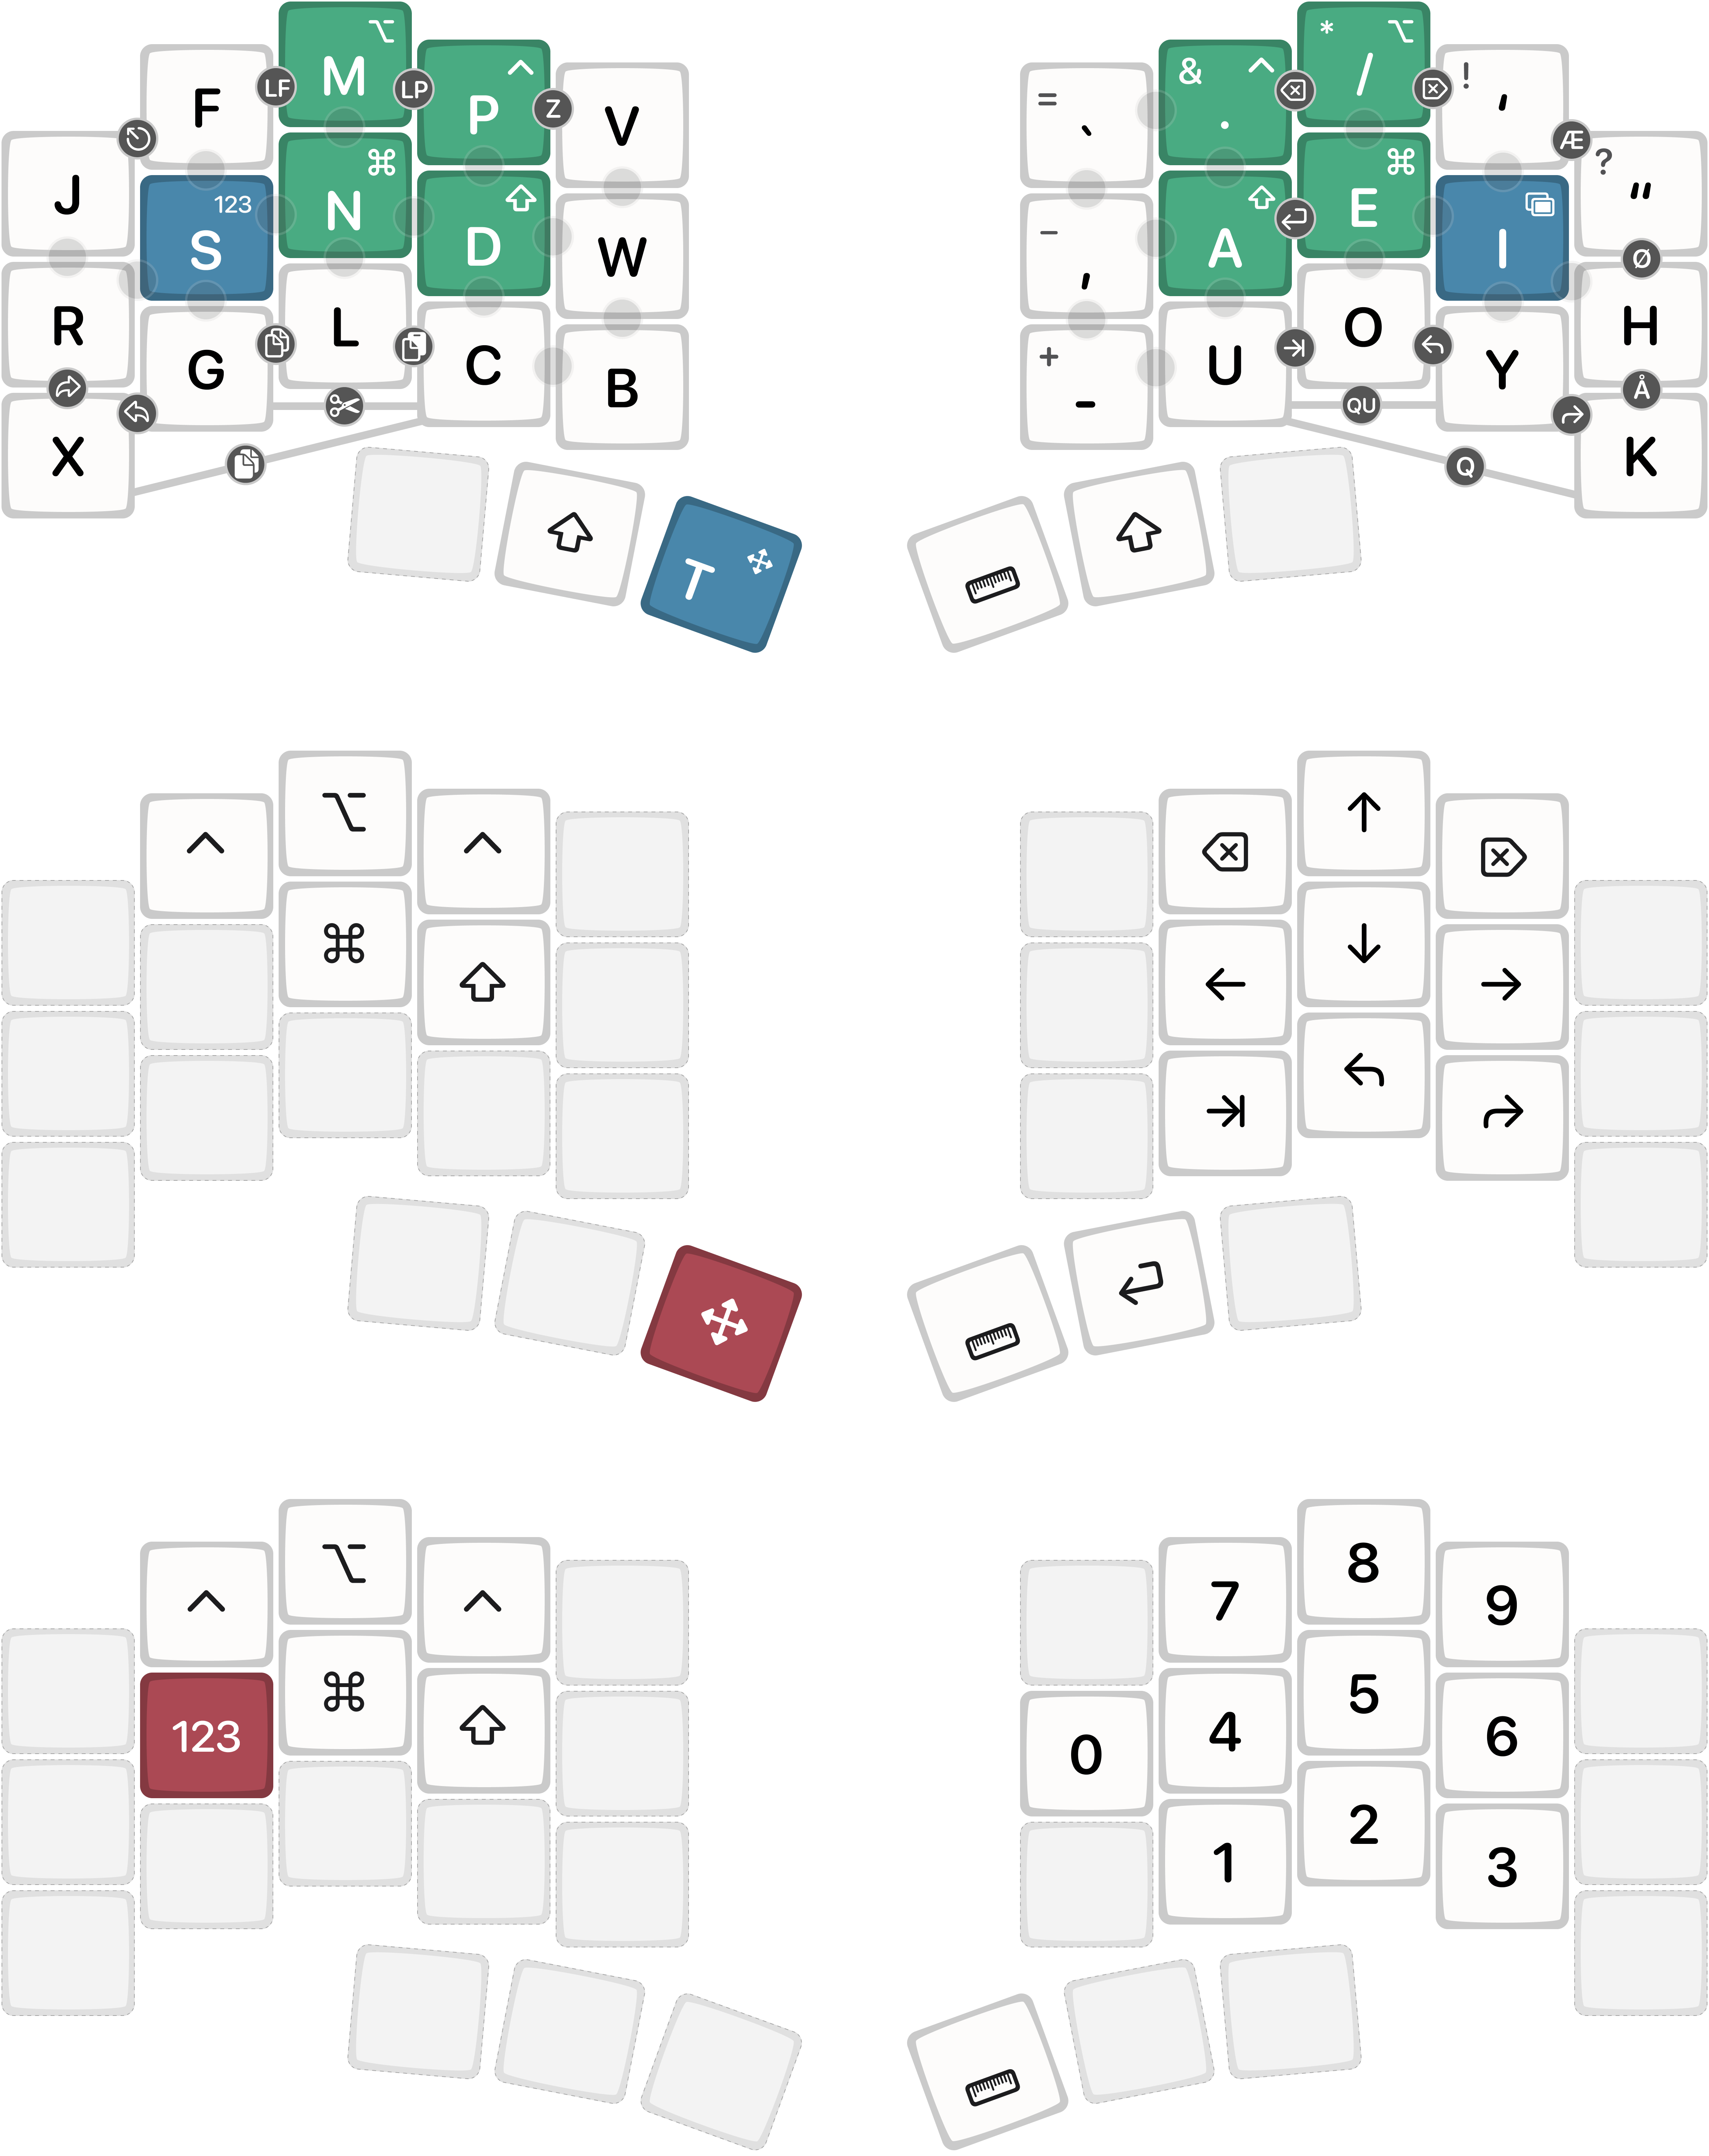 F LF M LP P Z V
J
123
S N D W
R G L C B
X
T
= ` & . * / ! '
Æ
? "
- , A E I
Ø
H
+ - U O Y
Å
QU
Q
K
8
7 9
123
5
0 4 6
2
1 3